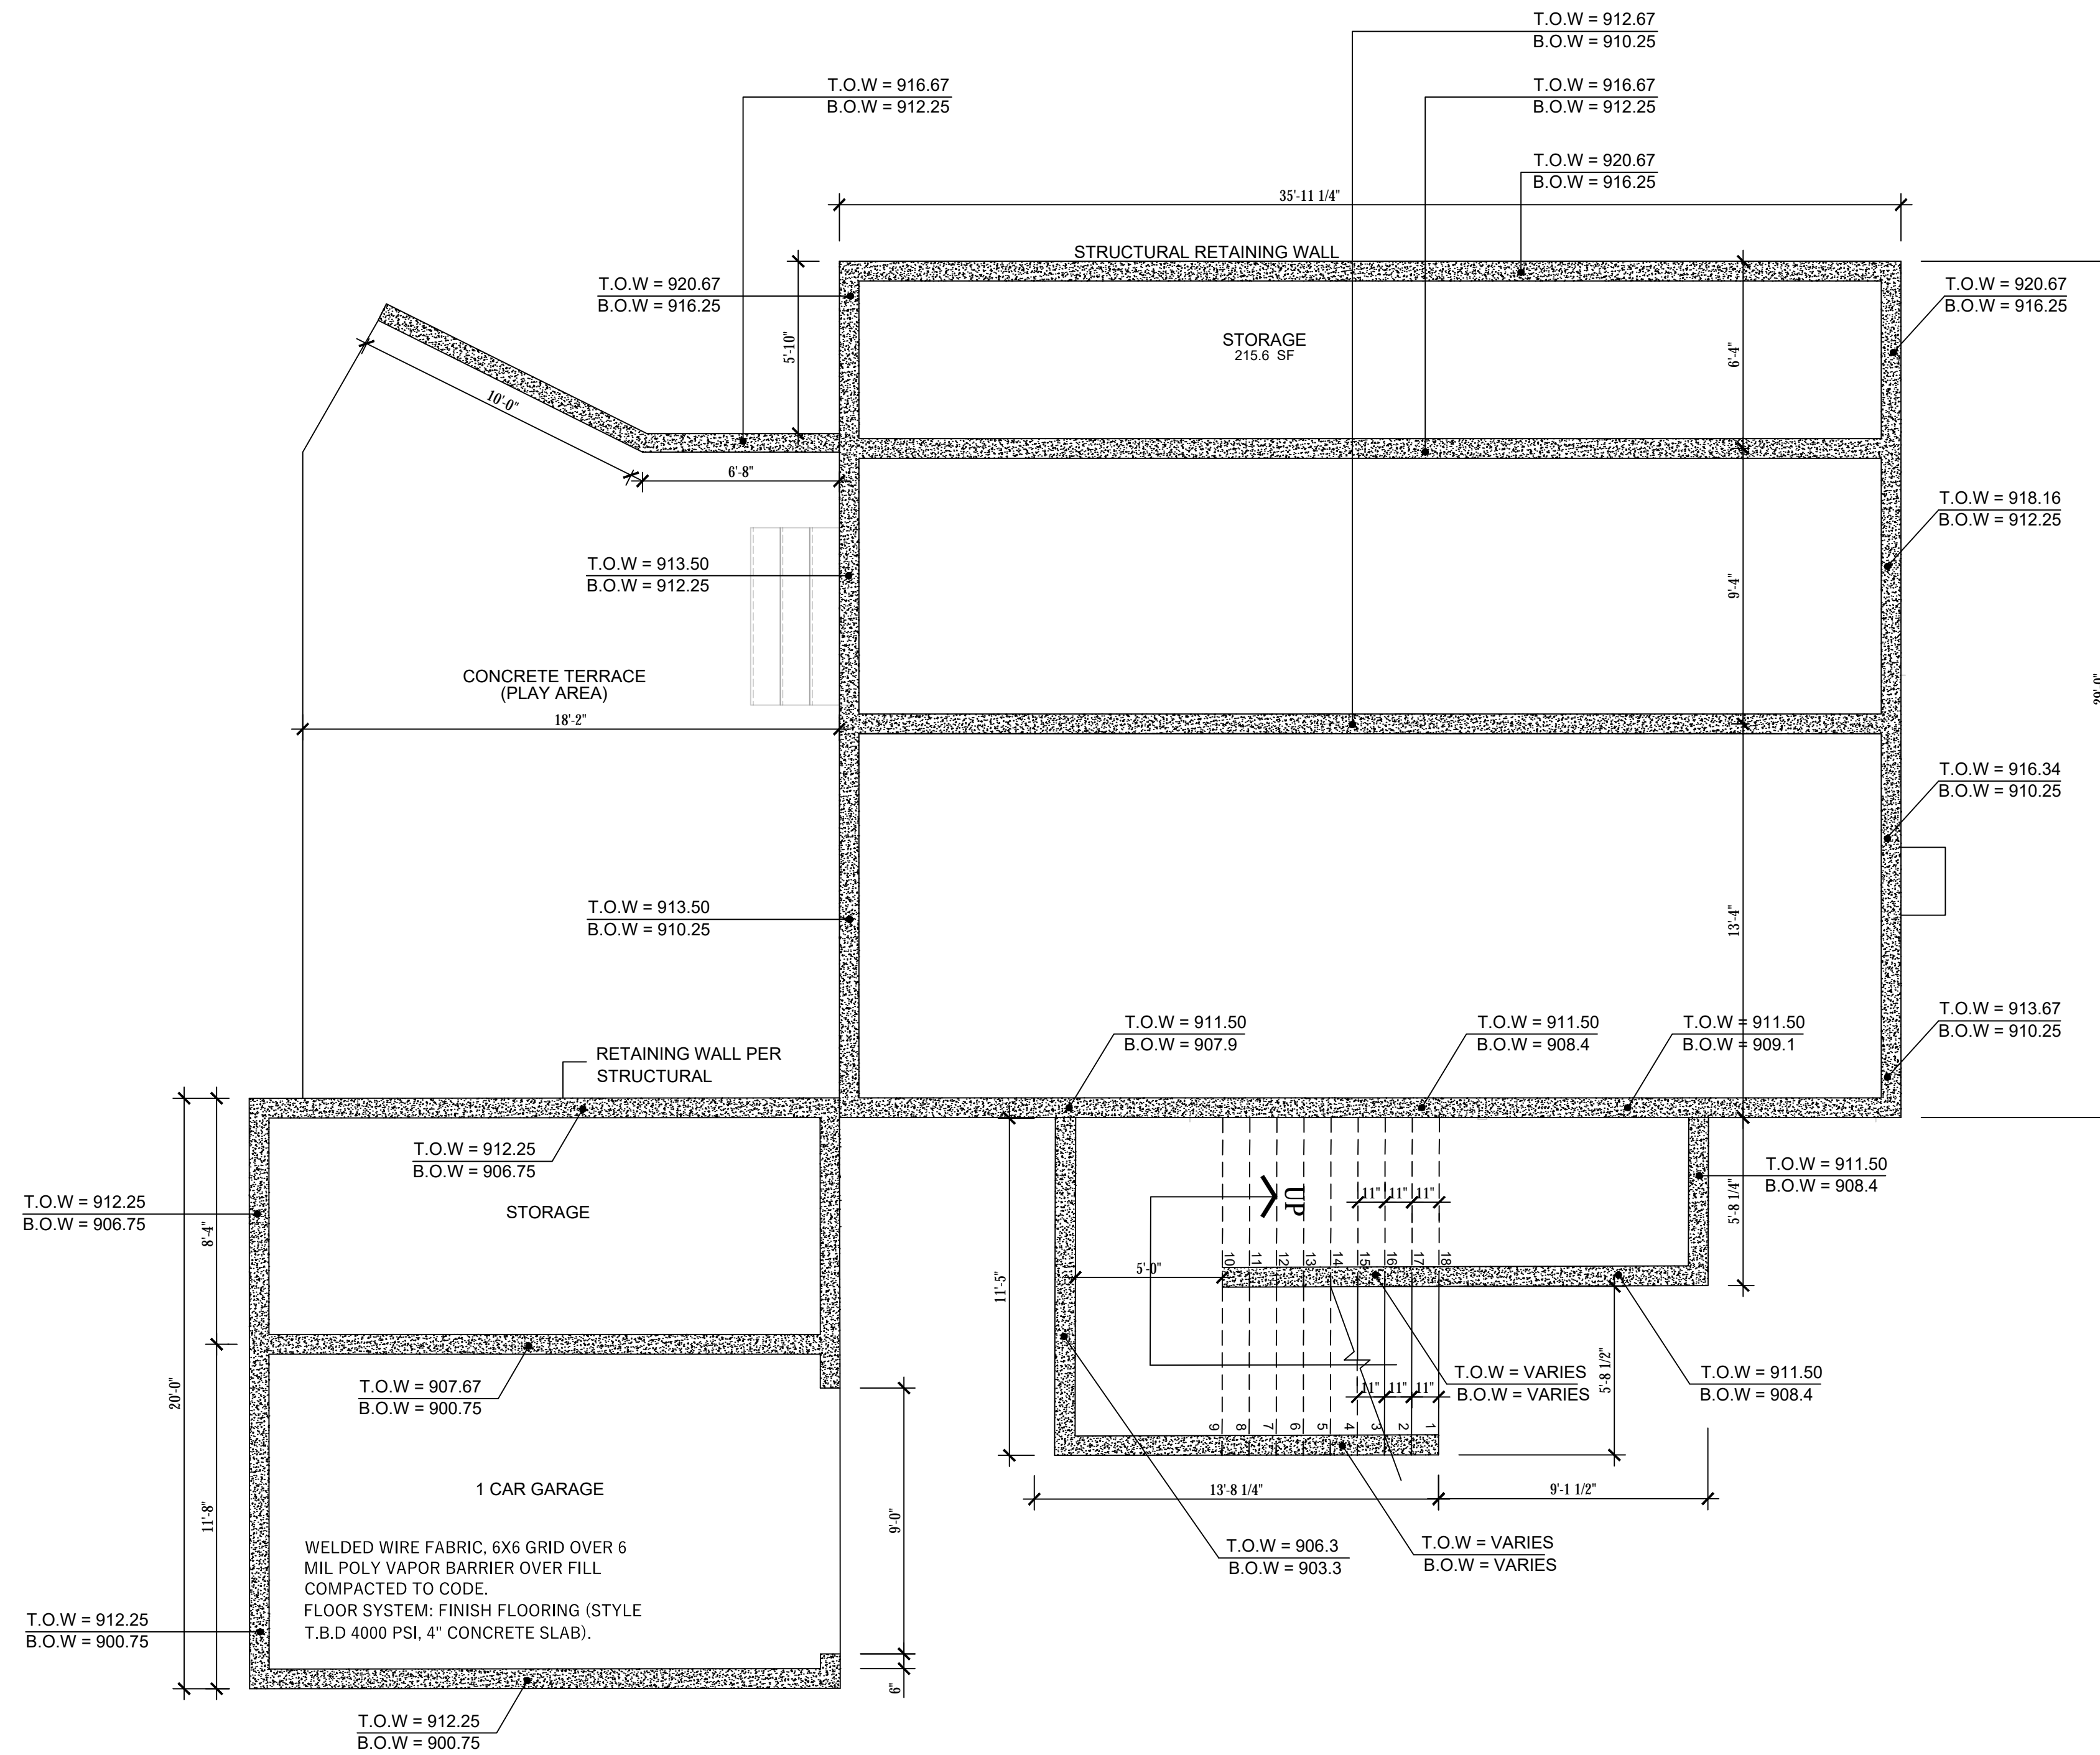 T.O.W = 912.67
B.O.W = 910.25
T.O.W = 916.67
B.O.W = 912.25
T.O.W = 916.67
B.O.W = 912.25
T.O.W = 920.67
B.O.W = 916.25
35'-11 1/4"
STRUCTURAL RETAINING WALL
T.O.W = 920.67
B.O.W = 916.25
T.O.W = 920.67
B.O.W = 916.25
5'-10"
STORAGE
215.6 SF
6'-4"
10'-0"
6'-8"
T.O.W = 918.16
B.O.W = 912.25
T.O.W = 913.50
B.O.W = 912.25
9'-4"
CONCRETE TERRACE
(PLAY AREA)
18'-2"
T.O.W = 916.34
B.O.W = 910.25
T.O.W = 913.50
B.O.W = 910.25
13'-4"
T.O.W = 911.50
B.O.W = 907.9
T.O.W = 911.50
B.O.W = 908.4
T.O.W = 911.50
B.O.W = 909.1
T.O.W = 913.67
B.O.W = 910.25
RETAINING WALL PER
STRUCTURAL
T.O.W = 912.25
B.O.W = 906.75
T.O.W = 912.25
B.O.W = 906.75
STORAGE
8'-4"
T.O.W = 911.50
B.O.W = 908.4
5'-8 1/4"
11" 11" 11"
UP
10 11 12 13 14 15 16 17 18
5'-0"
11'-5"
20'-0"
T.O.W = 907.67
B.O.W = 900.75
T.O.W = VARIES
B.O.W = VARIES
5'-8 1/2"
T.O.W = 911.50
B.O.W = 908.4
11" 11" 11"
9 8 7 6 5 4 3 2 1
1 CAR GARAGE
11'-8"
9'-0"
13'-8 1/4"
9'-1 1/2"
WELDED WIRE FABRIC, 6X6 GRID OVER 6
MIL POLY VAPOR BARRIER OVER FILL
COMPACTED TO CODE.
FLOOR SYSTEM: FINISH FLOORING (STYLE
T.B.D 4000 PSI, 4" CONCRETE SLAB).
T.O.W = 906.3
B.O.W = 903.3
T.O.W = VARIES
B.O.W = VARIES
T.O.W = 912.25
B.O.W = 900.75
6"
T.O.W = 912.25
B.O.W = 900.75